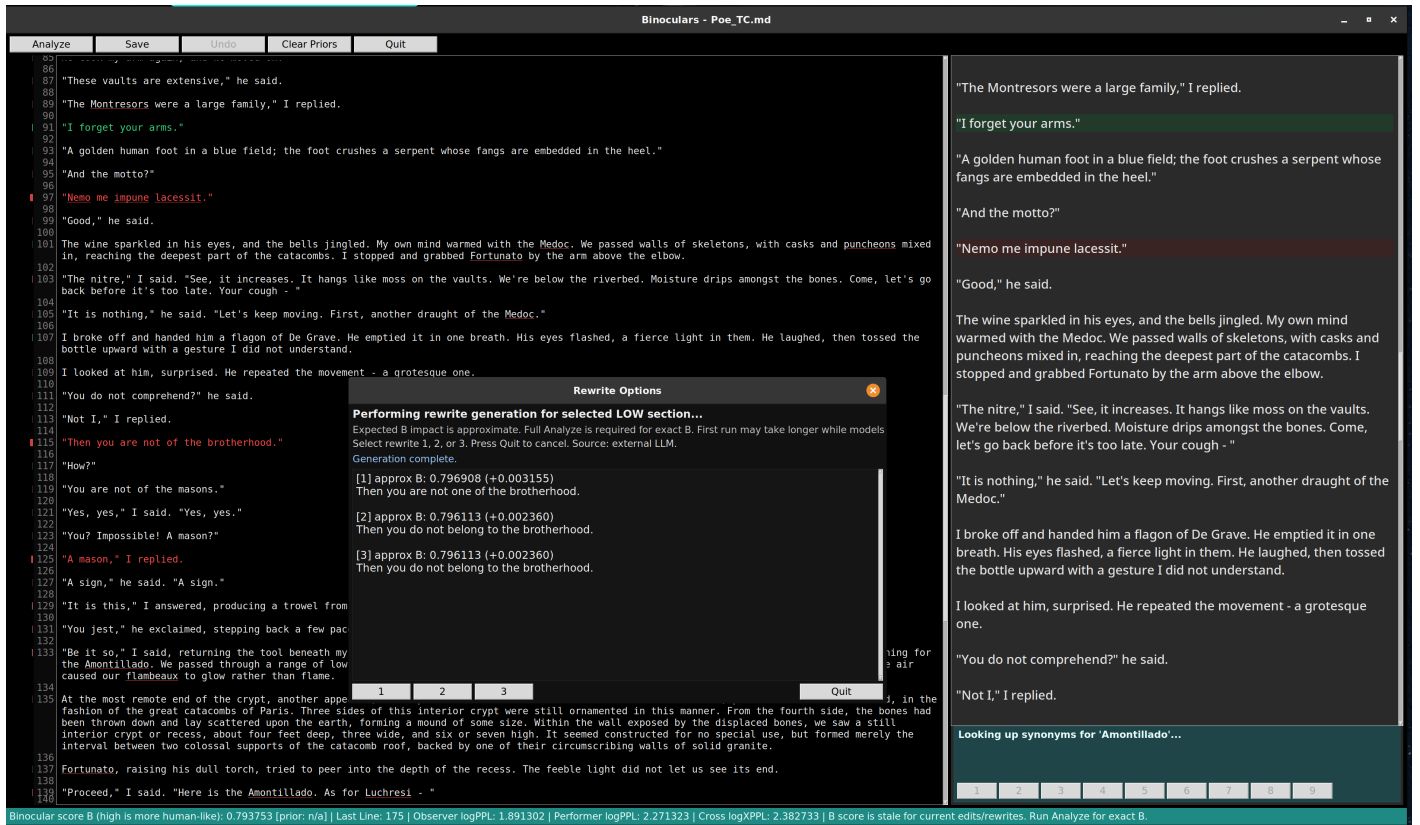 Binoculars - Poe_TC.md
Analyze Save Undo Clear Priors Quit
85
86
87 "These vaults are extensive," he said.
88
89 "The Montresors were a large family," I replied.
90
91 "I forget your arms."
92
93 "A golden human foot in a blue field; the foot crushes a serpent whose fangs are embedded in the heel."
94
95 "And the motto?"
96
97 "Nemo me impune lacessit."
98
99 "Good," he said.
100
101 The wine sparkled in his eyes, and the bells jingled. My own mind warmed with the Medoc. We passed walls of skeletons, with casks and puncheons mixed
in, reaching the deepest part of the catacombs. I stopped and grabbed Fortunato by the arm above the elbow.
102
103 "The nitre," I said. "See, it increases. It hangs like moss on the vaults. We're below the riverbed. Moisture drips amongst the bones. Come, let's go
back before it's too late. Your cough - "
104
105 "It is nothing," he said. "Let's keep moving. First, another draught of the Medoc."
106
107 I broke off and handed him a flagon of De Grave. He emptied it in one breath. His eyes flashed, a fierce light in them. He laughed, then tossed the
bottle upward with a gesture I did not understand.
108
109 I looked at him, surprised. He repeated the movement - a grotesque one.
110
111 "You do not comprehend?" he said.
112
113 "Not I," I replied.
114
115 "Then you are not of the brotherhood."
116
117 "How?"
118
119 "You are not of the masons."
120
121 "Yes, yes," I said. "Yes, yes."
122
123 "You? Impossible! A mason?"
124
125 "A mason," I replied.
126
127 "A sign," he said. "A sign."
128
129 "It is this," I answered, producing a trowel from
130
131 "You jest," he exclaimed, stepping back a few
132
133 "Be it so," I said, returning the tool beneath my ing for
the Amontillado. We passed through a range of low air
caused our flambeaux to glow rather than flame.
134
135 At the most remote end of the crypt, another in the
fashion of the great catacombs of Paris. Three sides of this interior crypt were still ornamented in this manner. From the fourth side, the bones had
been thrown down and lay scattered upon the earth, forming a mound of some size. Within the wall exposed by the displaced bones, we saw a still
interior crypt or recess, about four feet deep, three wide, and six or seven high. It seemed constructed for no special use, but formed merely the
interval between two colossal supports of the catacomb roof, backed by one of their circumscribing walls of solid granite.
136
137 Fortunato, raising his dull torch, tried to peer into the depth of the recess. The feeble light did not let us see its end.
138
139 "Proceed," I said. "Here is the Amontillado. As for Luchresi - "
140
Rewrite Options
Performing rewrite generation for selected LOW section...
Expected B impact is approximate. Full Analyze is required for exact B. First run may take longer while models
Select rewrite 1, 2, or 3. Press Quit to cancel. Source: external LLM.
Generation complete.
[1] approx B: 0.796908 (+0.003155)
Then you are not one of the brotherhood.
[2] approx B: 0.796113 (+0.002360)
Then you do not belong to the brotherhood.
[3] approx B: 0.796113 (+0.002360)
Then you do not belong to the brotherhood.
1 2 3 Quit
"The Montresors were a large family," I replied.
"I forget your arms."
"A golden human foot in a blue field; the foot crushes a serpent whose
fangs are embedded in the heel."
"And the motto?"
"Nemo me impune lacessit."
"Good," he said.
The wine sparkled in his eyes, and the bells jingled. My own mind
warmed with the Medoc. We passed walls of skeletons, with casks and
puncheons mixed in, reaching the deepest part of the catacombs. I
stopped and grabbed Fortunato by the arm above the elbow.
"The nitre," I said. "See, it increases. It hangs like moss on the vaults.
We're below the riverbed. Moisture drips amongst the bones. Come,
let's go back before it's too late. Your cough - "
"It is nothing," he said. "Let's keep moving. First, another draught of the
Medoc."
I broke off and handed him a flagon of De Grave. He emptied it in one
breath. His eyes flashed, a fierce light in them. He laughed, then tossed
the bottle upward with a gesture I did not understand.
I looked at him, surprised. He repeated the movement - a grotesque
one.
"You do not comprehend?" he said.
"Not I," I replied.
Looking up synonyms for 'Amontillado'...
1 2 3 4 5 6 7 8 9
Binocular score B (high is more human-like): 0.793753 [prior: n/a] | Last Line: 175 | Observer logPPL: 1.891302 | Performer logPPL: 2.271323 | Cross logXPPL: 2.382733 | B score is stale for current edits/rewrites. Run Analyze for exact B.